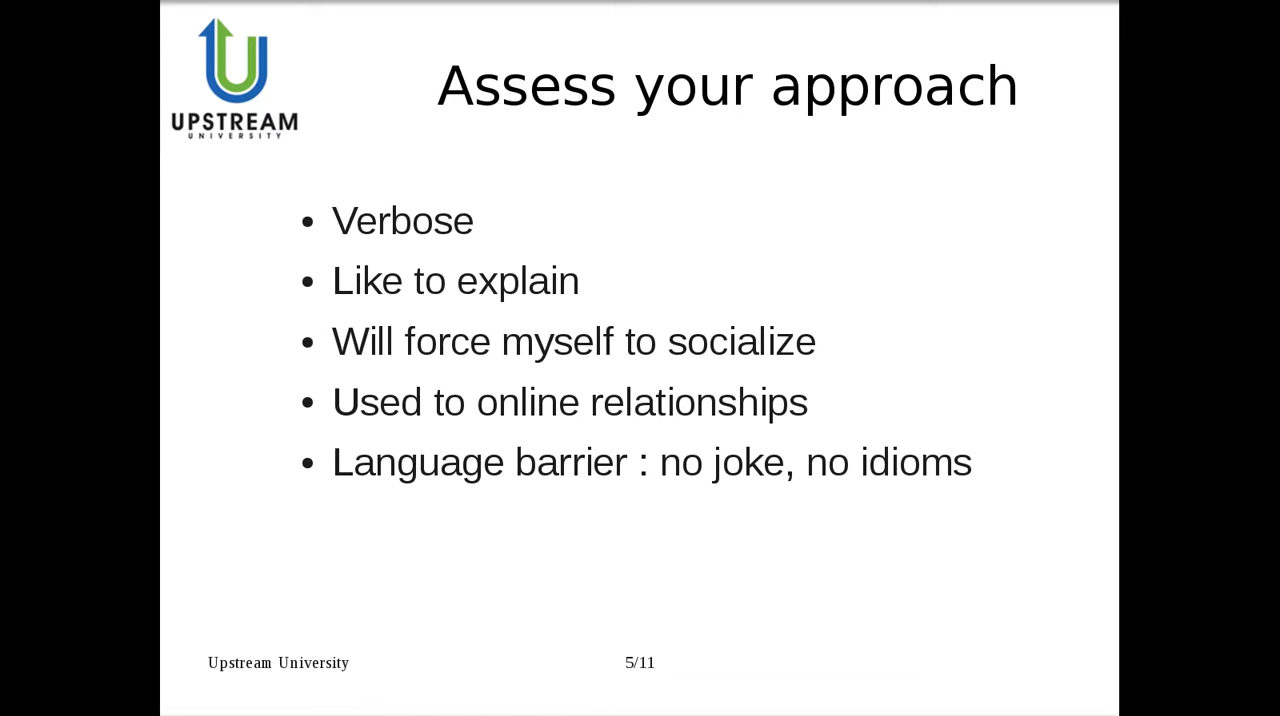 UPSTREAM
UNIVERSITY
Assess your approach
• Verbose
• Like to explain
• Will force myself to socialize
• Used to online relationships
• Language barrier : no joke, no idioms
Upstream University
5/11